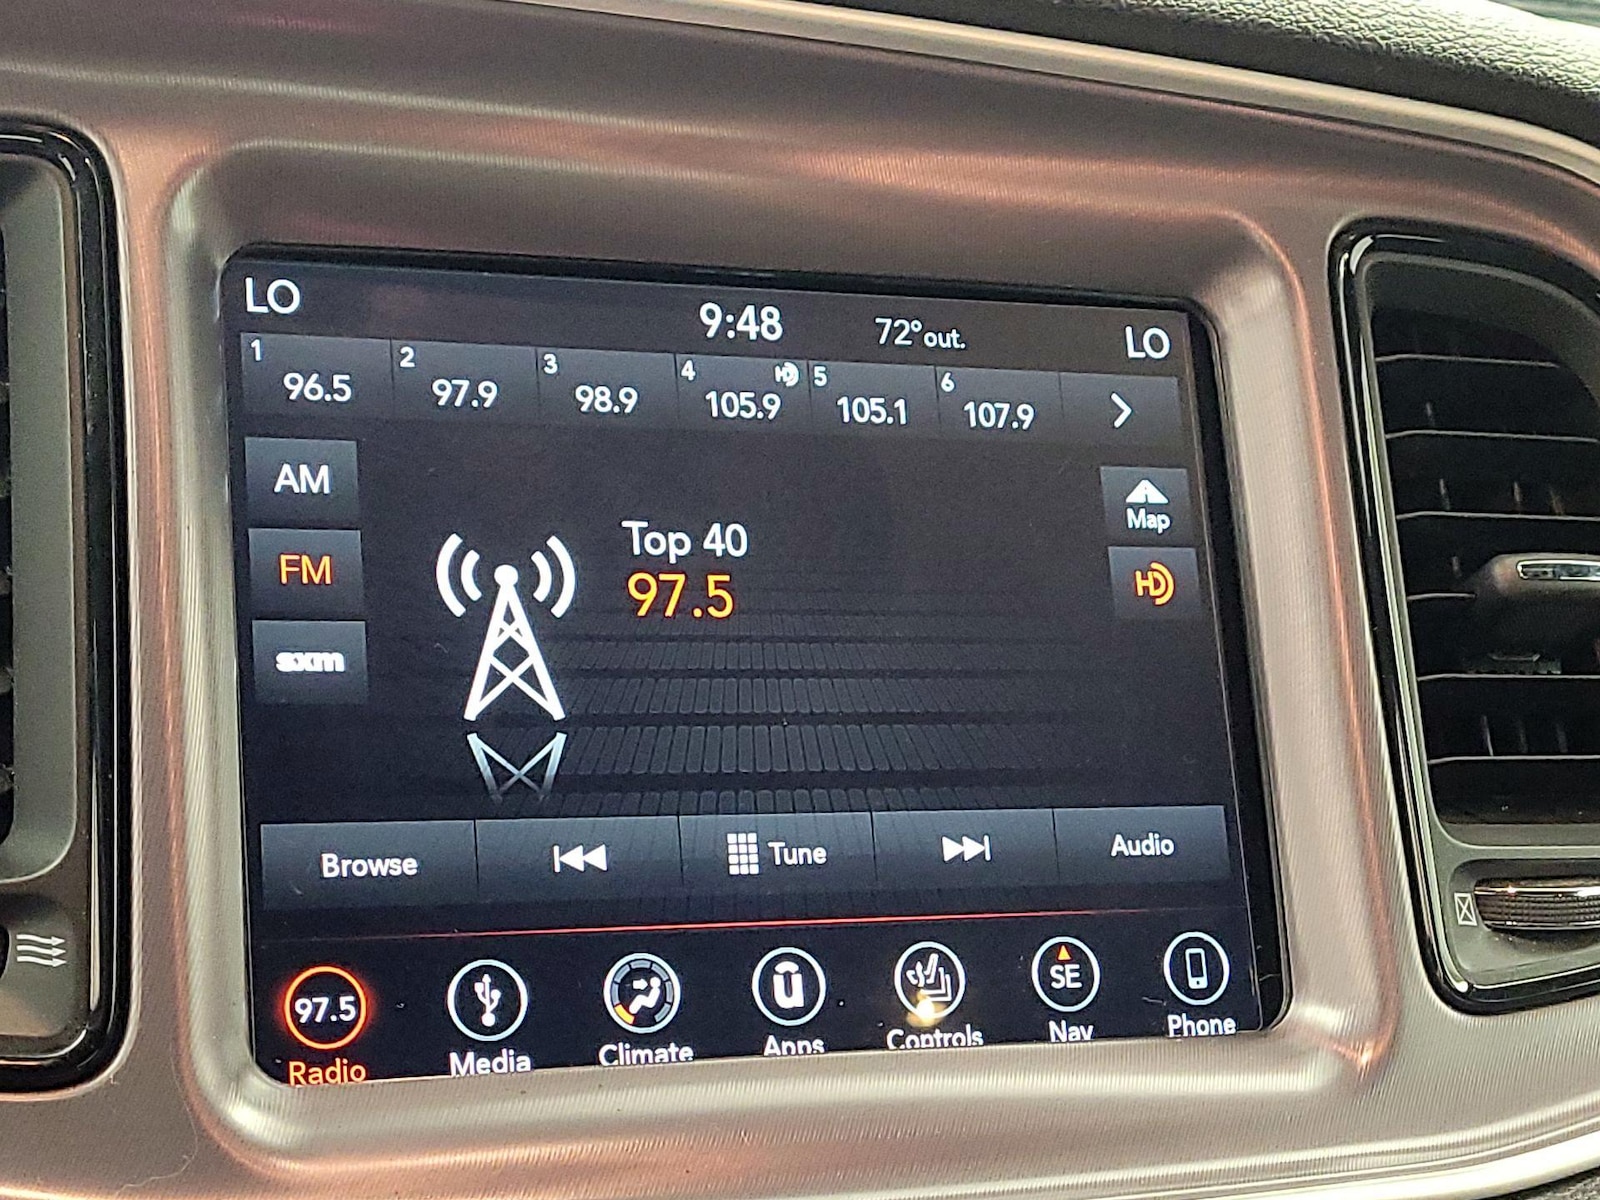 LO 9:48 72° out. LO
1 96.5 2 97.9 3 98.9 4 HD 105.9 5 105.1 6 107.9
AM
FM
sxm
Top 40
97.5
Map
HD
Browse Tune Audio
97.5 SE
Radio Media Climate Apps Controls Nav Phone